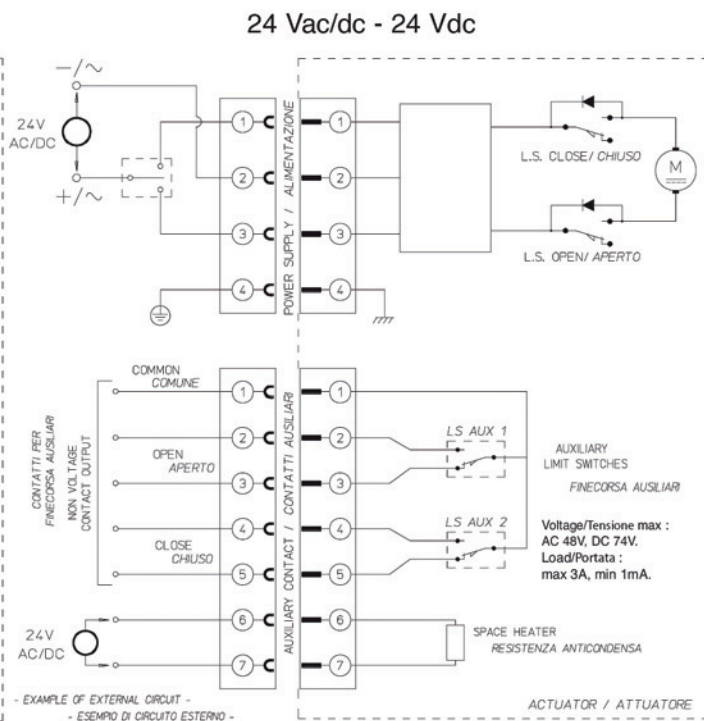 24 Vac/dc - 24 Vdc
−/∼
24V
AC/DC
+/∼
1
2
3
4
POWER SUPPLY / ALIMENTAZIONE
1
2
3
4
L.S. CLOSE/ CHIUSO
M
L.S. OPEN/ APERTO
CONTATTI PER
FINECORSA AUSILIARI
NON VOLTAGE
CONTACT OUTPUT
COMMON
COMUNE
OPEN
APERTO
CLOSE
CHIUSO
24V
AC/DC
1
2
3
4
5
6
7
AUXILIARY CONTACT / CONTATTI AUSILIARI
1
2
3
4
5
6
7
LS AUX 1
LS AUX 2
AUXILIARY
LIMIT SWITCHES
FINECORSA AUSILIARI
Voltage/Tensione max :
AC 48V, DC 74V.
Load/Portata :
max 3A, min 1mA.
SPACE HEATER
RESISTENZA ANTICONDENSA
- EXAMPLE OF EXTERNAL CIRCUIT -
- ESEMPIO DI CIRCUITO ESTERNO -
ACTUATOR / ATTUATORE